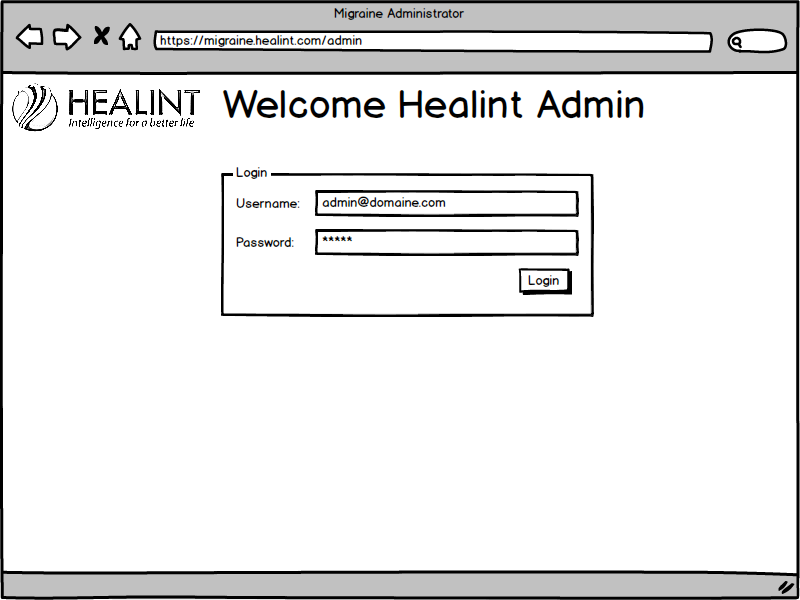 Migraine Administrator
https://migraine.healint.com/admin
HEALINT
Intelligence for a better life
Welcome Healint Admin
Login
Username: admin@domaine.com
Password: *****
Login